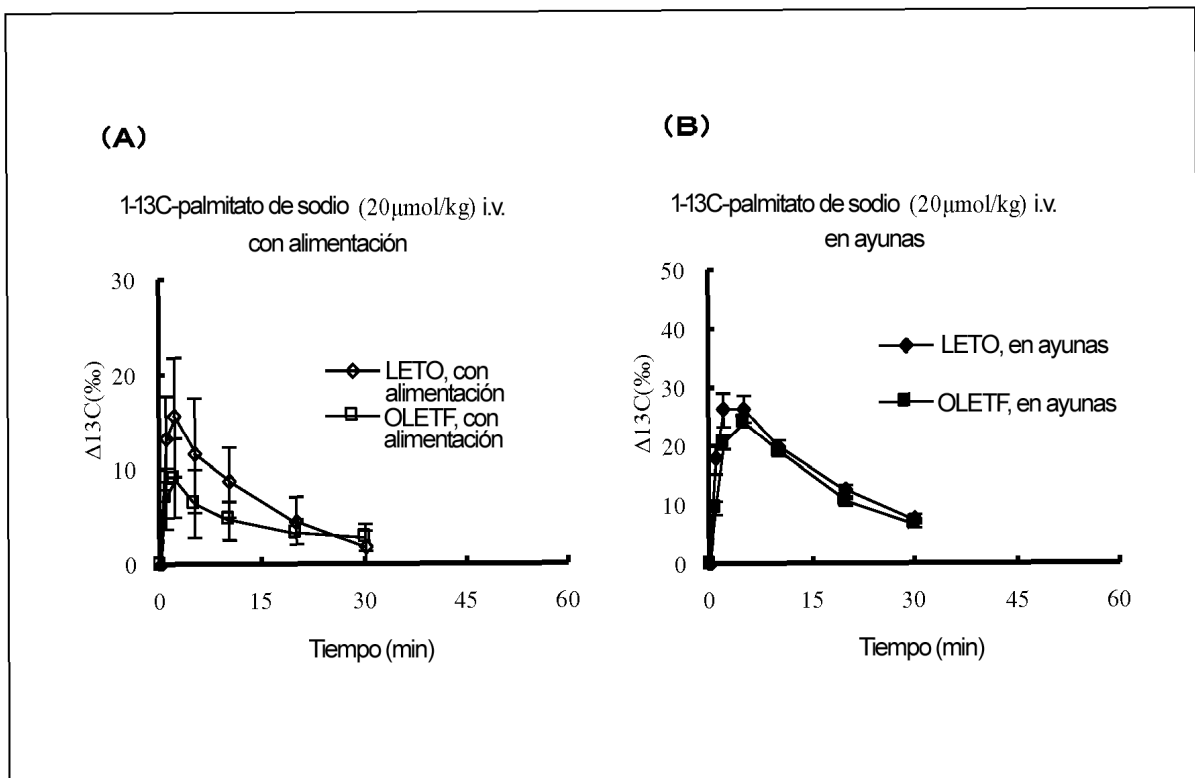 (A)
1-13C-palmitato de sodio (20μmol/kg) i.v.
con alimentación
30
20
10
0
Δ13C(‰)
LETO, con
alimentación
OLETF, con
alimentación
0 15 30 45 60
Tiempo (min)
(B)
1-13C-palmitato de sodio (20μmol/kg) i.v.
en ayunas
50
40
30
20
10
0
Δ13C(‰)
LETO, en ayunas
OLETF, en ayunas
0 15 30 45 60
Tiempo (min)